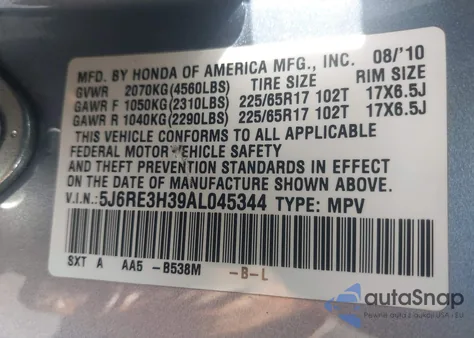 MFD. BY HONDA OF AMERICA MFG., INC. 08/'10
GVWR 2070KG(4560LBS) TIRE SIZE RIM SIZE
GAWR F 1050KG(2310LBS) 225/65R17 102T 17X6.5J
GAWR R 1040KG(2290LBS) 225/65R17 102T 17X6.5J
THIS VEHICLE CONFORMS TO ALL APPLICABLE
FEDERAL MOTOR VEHICLE SAFETY
AND THEFT PREVENTION STANDARDS IN EFFECT
ON THE DATE OF MANUFACTURE SHOWN ABOVE.
V.I.N.: 5J6RE3H39AL045344 TYPE: MPV
SXT A AA5 -B538M -B-L
autoSnap